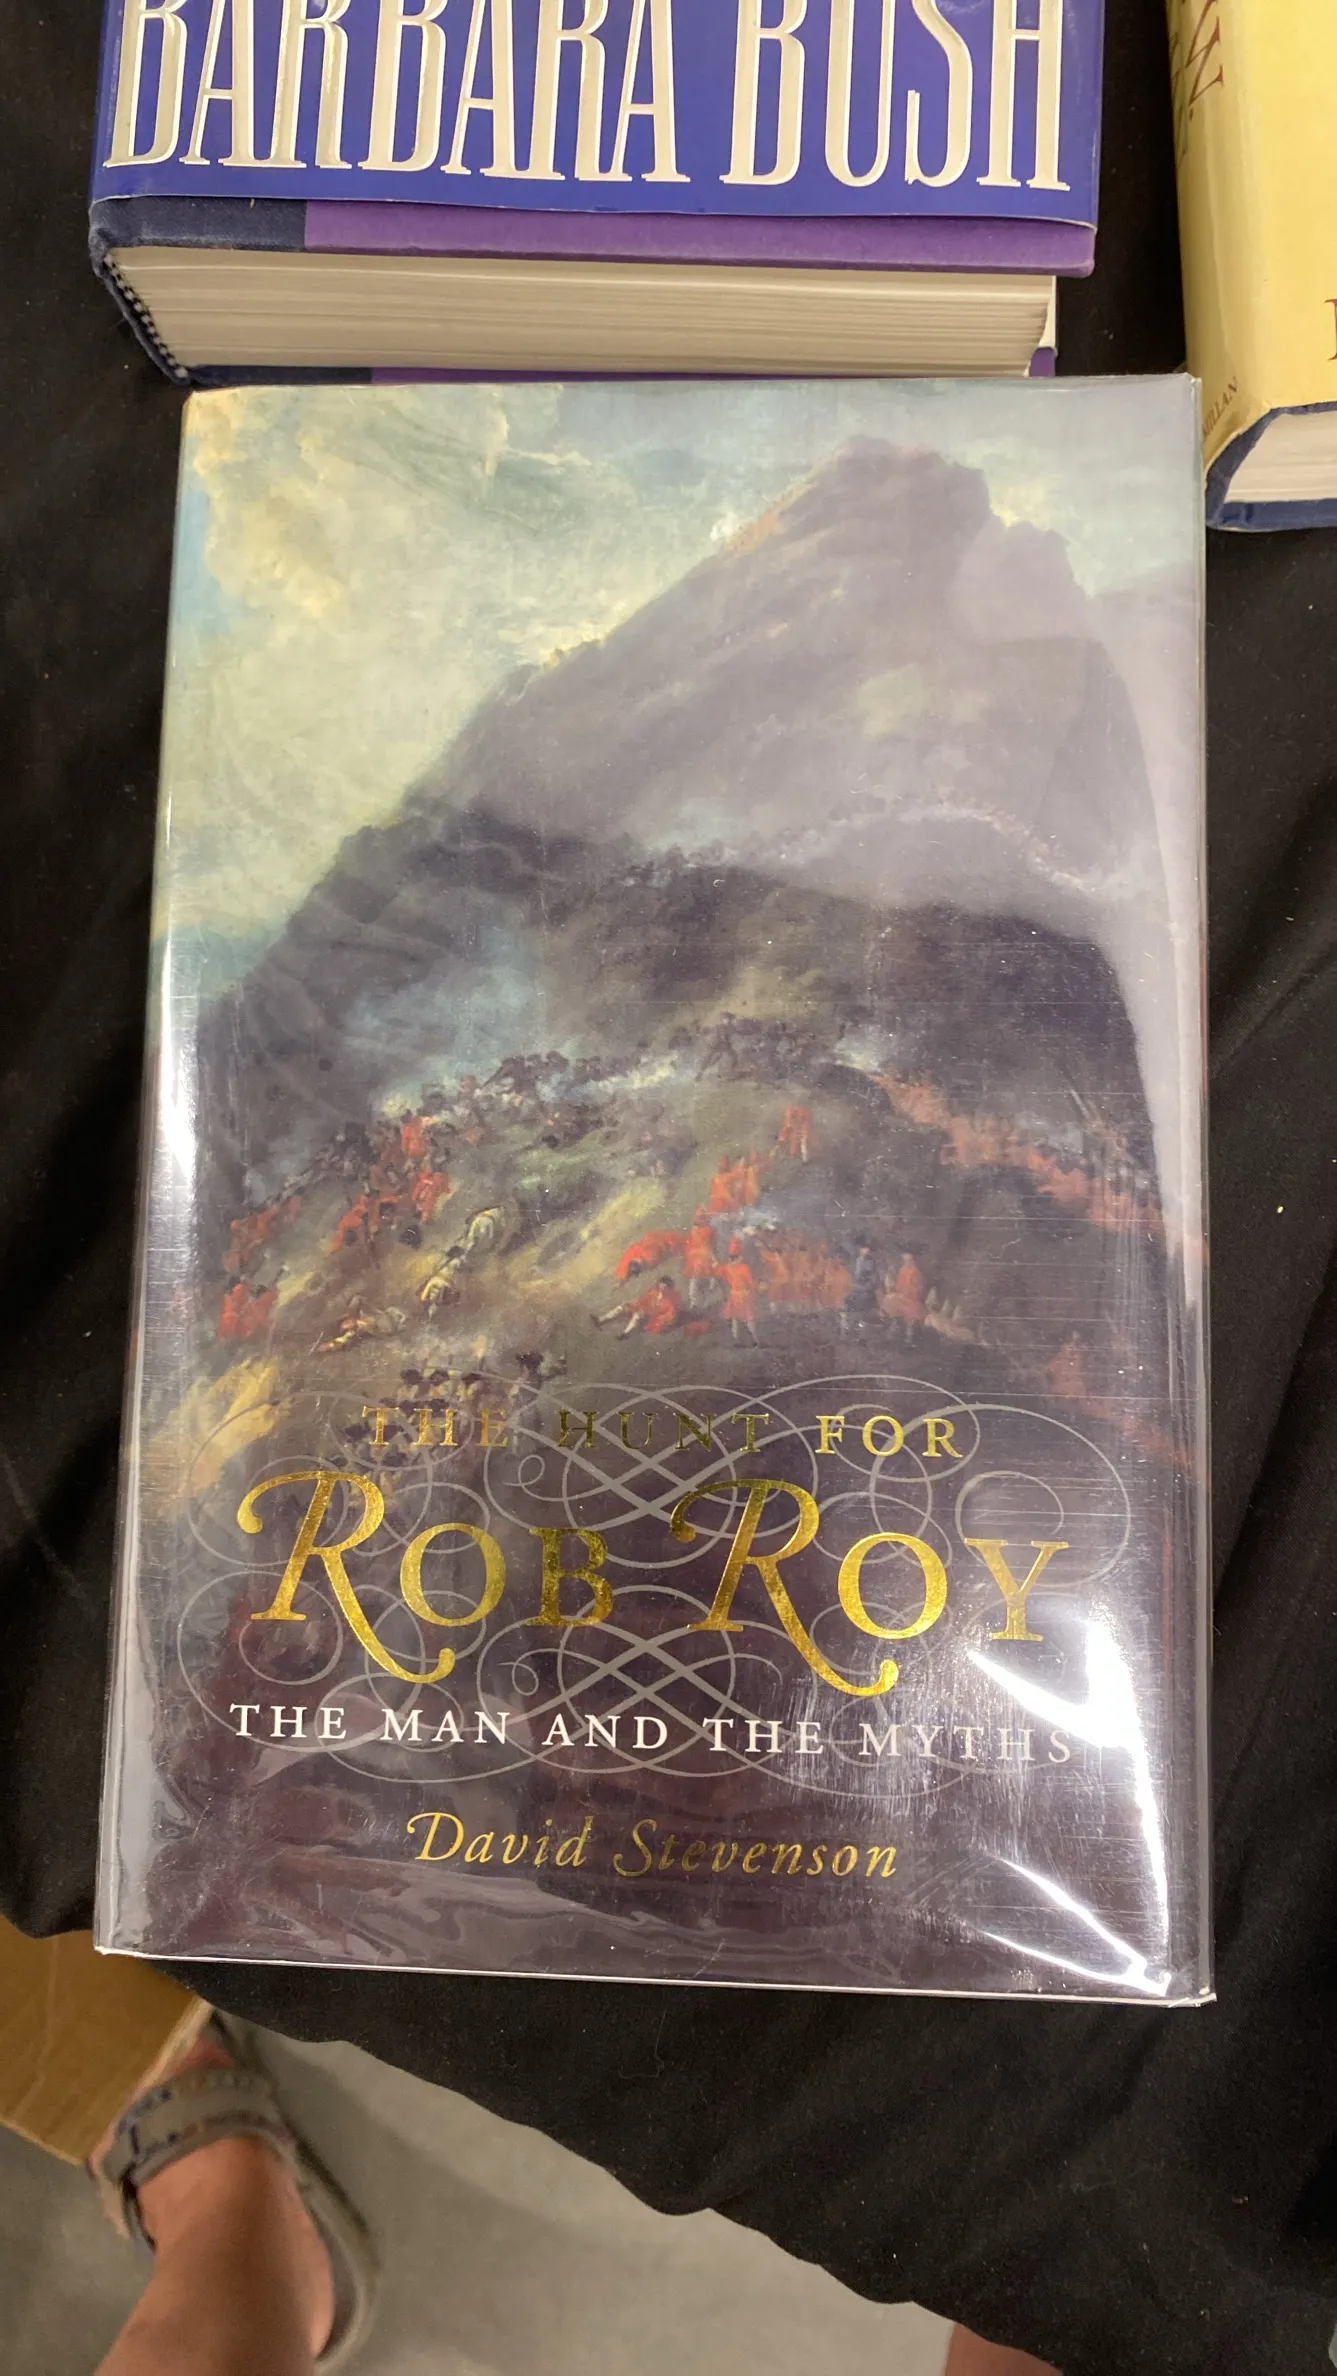 BARBARA BUSH
THE HUNT FOR
ROB ROY
THE MAN AND THE MYTHS
David Stevenson